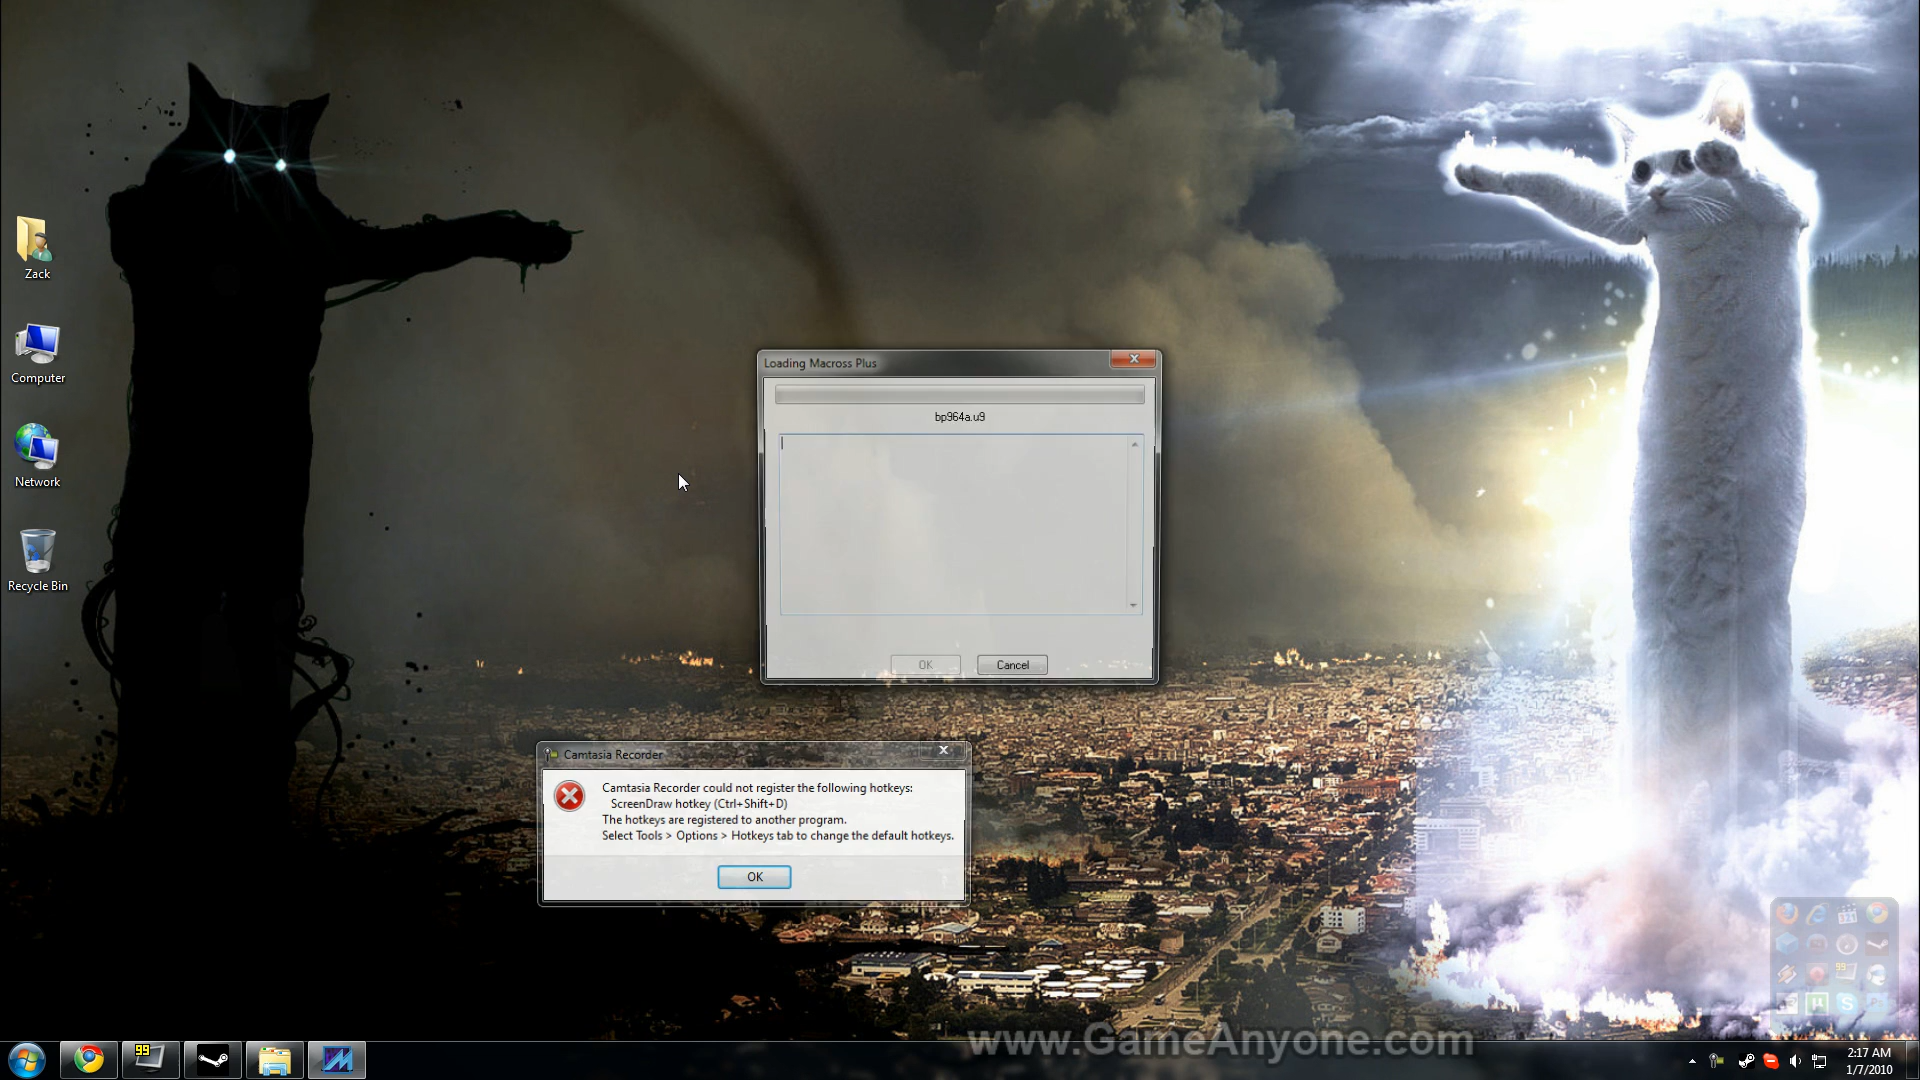 Zack
Computer
Network
Recycle Bin
Loading Macross Plus
bp964a.u9
OK
Cancel
Camtasia Recorder
Camtasia Recorder could not register the following hotkeys:
ScreenDraw hotkey (Ctrl+Shift+D)
The hotkeys are registered to another program.
Select Tools > Options > Hotkeys tab to change the default hotkeys.
OK
99
www.GameAnyone.com
99
2:17 AM
1/7/2010